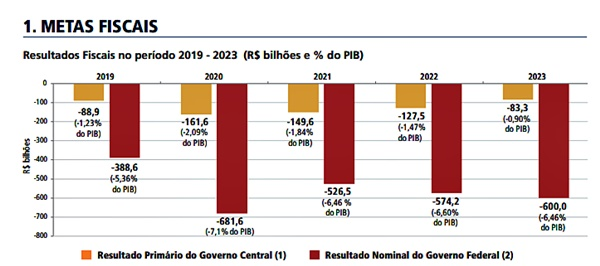 1. METAS FISCAIS
Resultados Fiscais no período 2019 - 2023 (R$ bilhões e % do PIB)
2019 2020 2021 2022 2023
0
-100
-200
-300
-400
-500
-600
-700
-800
R$ bilhões
-88,9
(-1,23%
do PIB)
-388,6
(-5,36%
do PIB)
-161,6
(-2,09%
do PIB)
-681,6
(-7,1% do PIB)
-149,6
(-1,84%
do PIB)
-526,5
(-6,46 %
do PIB)
-127,5
(-1,47%
do PIB)
-574,2
(-6,60%
do PIB)
-83,3
(-0,90%
do PIB)
-600,0
(-6,46%
do PIB)
Resultado Primário do Governo Central (1) Resultado Nominal do Governo Federal (2)